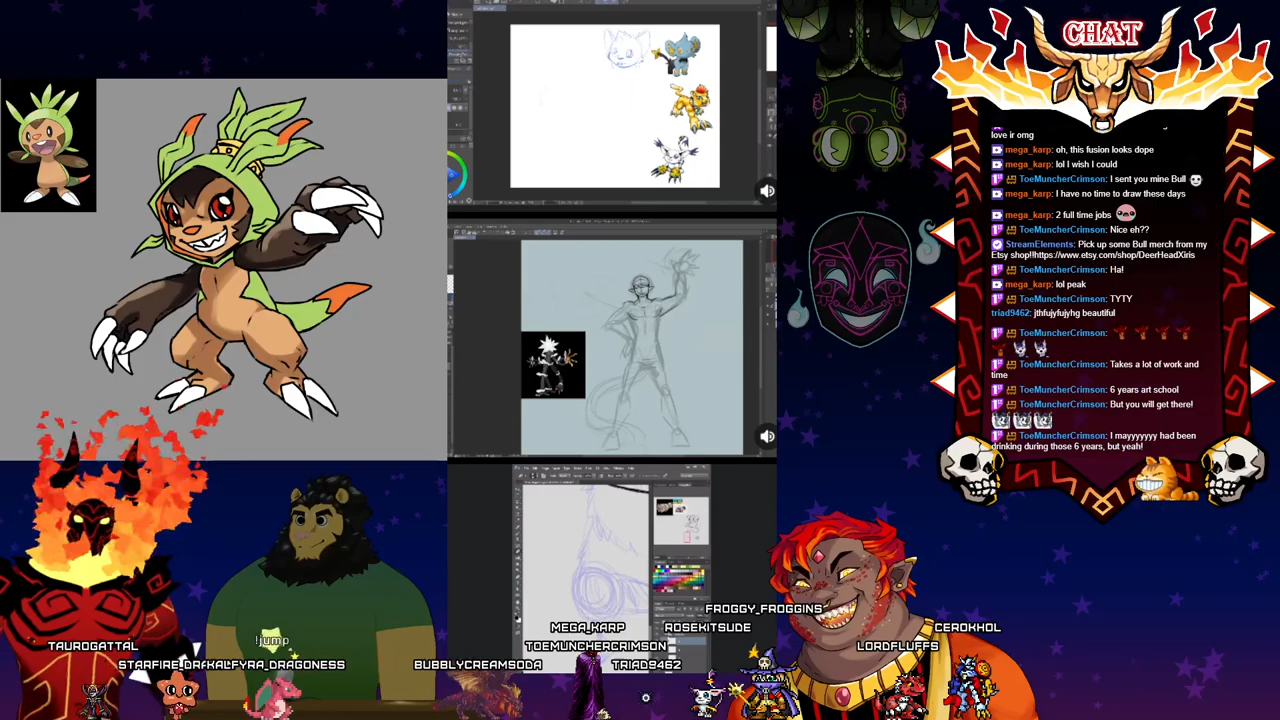 CHAT
love ir omg
mega_karp: oh, this fusion looks dope
mega_karp: lol I wish I could
ToeMuncherCrimson: I sent you mine Bull
mega_karp: I have no time to draw these days
mega_karp: 2 full time jobs
ToeMuncherCrimson: Nice eh??
StreamElements: Pick up some Bull merch from my
Etsy shop!!https://www.etsy.com/shop/DeerHeadXiris
ToeMuncherCrimson: Ha!
mega_karp: lol peak
ToeMuncherCrimson: TYTY
triad9462: jthfujyfujyhg beautiful
ToeMuncherCrimson:
ToeMuncherCrimson: Takes a lot of work and
time
ToeMuncherCrimson: 6 years art school
ToeMuncherCrimson: But you will get there!
ToeMuncherCrimson: I mayyyyyy had been
drinking during those 6 years, but yeah!
FROGGY_FROGGINS
MEGA_KARP
ROSEKITSUDE
CEROKHOL
!jump
TAUROGATTAL
TOEMUNCHERCRIMSON
LORDFLUFFS
BUBBLYCREAMSODA
TRIAD9462